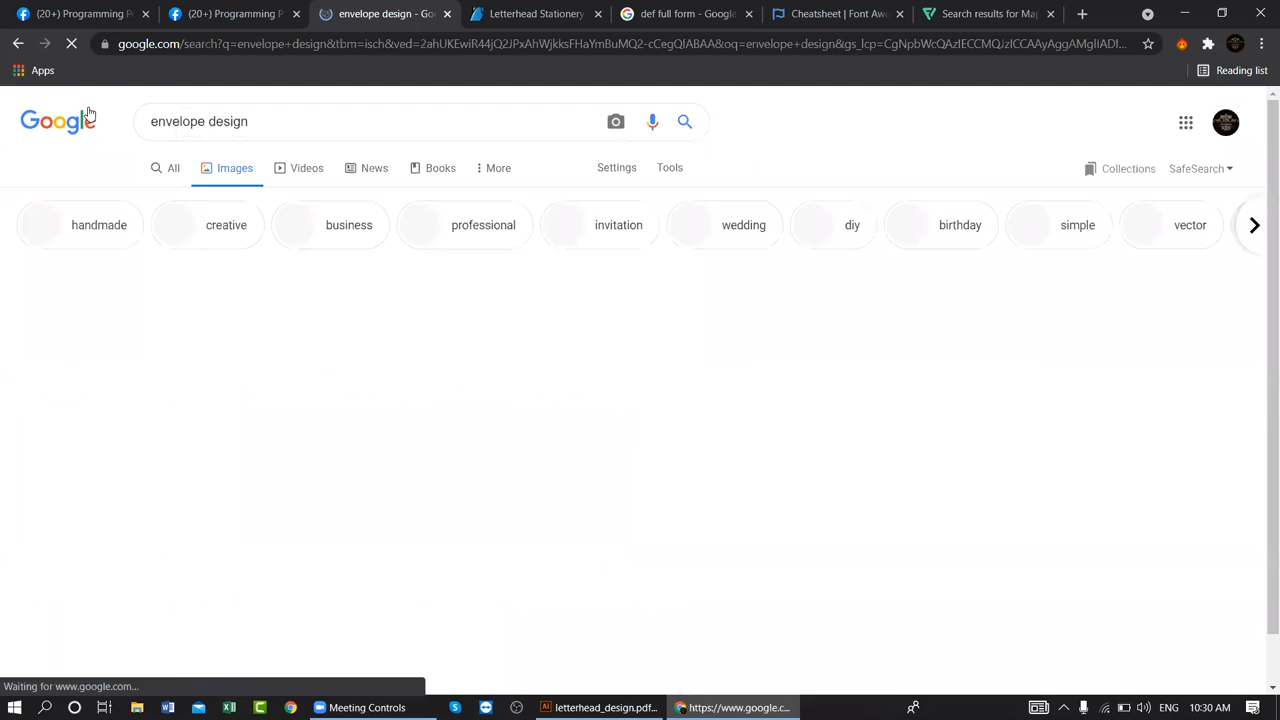 (20+) Programming P
(20+) Programming P
envelope design - Go
Letterhead Stationery
def full form - Google
Cheatsheet | Font Awe
Search results for Map
google.com/search?q=envelope+design&tbm=isch&ved=2ahUKEwiR44jQ2JPxAhWjkksFHaYmBuMQ2-cCegQIABAA&oq=envelope+design&gs_lcp=CgNpbWcQAzIECCMQJzICCAAyAggAMgIIADI...
Apps
Reading list
Google
envelope design
All
Images
Videos
News
Books
More
Settings
Tools
Collections
SafeSearch
handmade
creative
business
professional
invitation
wedding
diy
birthday
simple
vector
Waiting for www.google.com...
Meeting Controls
letterhead_design.pdf...
https://www.google.c...
ENG
10:30 AM